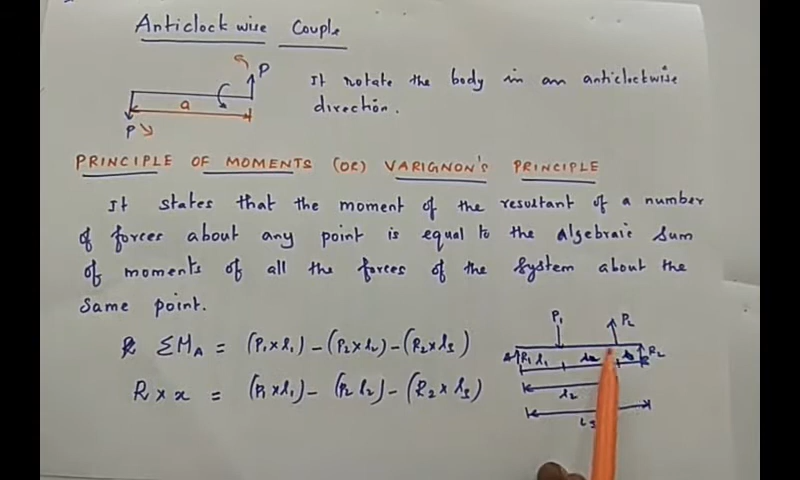 Anticlockwise Couple
P
a
P
It rotate the body in an anticlockwise
direction.
PRINCIPLE OF MOMENTS (OR) VARIGNON'S PRINCIPLE
It states that the moment of the resultant of a number
of forces about any point is equal to the algebraic sum
of moments of all the forces of the system about the
same point.
ΣMA = (P1×l1) – (P2×l2) – (R2×l3)
R × x = (P1×l1) – (P2 l2) – (R2×l3)
P1 P2
A R1 l1 R2
l2
L3